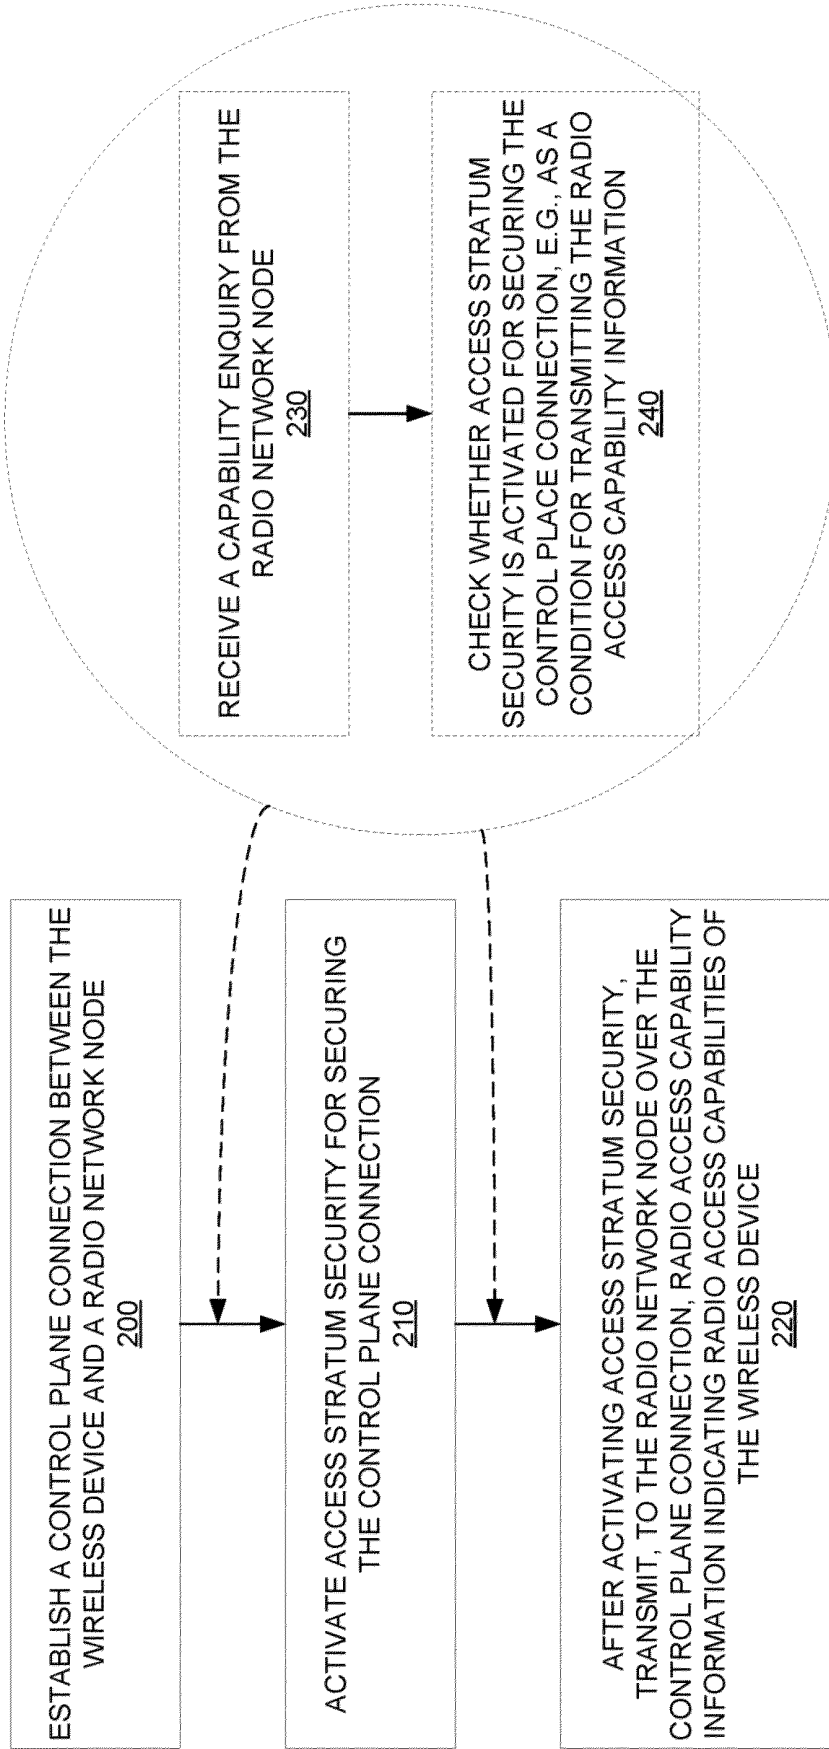 ESTABLISH A CONTROL PLANE CONNECTION BETWEEN THE
WIRELESS DEVICE AND A RADIO NETWORK NODE
200
ACTIVATE ACCESS STRATUM SECURITY FOR SECURING
THE CONTROL PLANE CONNECTION
210
AFTER ACTIVATING ACCESS STRATUM SECURITY,
TRANSMIT, TO THE RADIO NETWORK NODE OVER THE
CONTROL PLANE CONNECTION, RADIO ACCESS CAPABILITY
INFORMATION INDICATING RADIO ACCESS CAPABILITIES OF
THE WIRELESS DEVICE
220
RECEIVE A CAPABILITY ENQUIRY FROM THE
RADIO NETWORK NODE
230
CHECK WHETHER ACCESS STRATUM
SECURITY IS ACTIVATED FOR SECURING THE
CONTROL PLACE CONNECTION, E.G., AS A
CONDITION FOR TRANSMITTING THE RADIO
ACCESS CAPABILITY INFORMATION
240